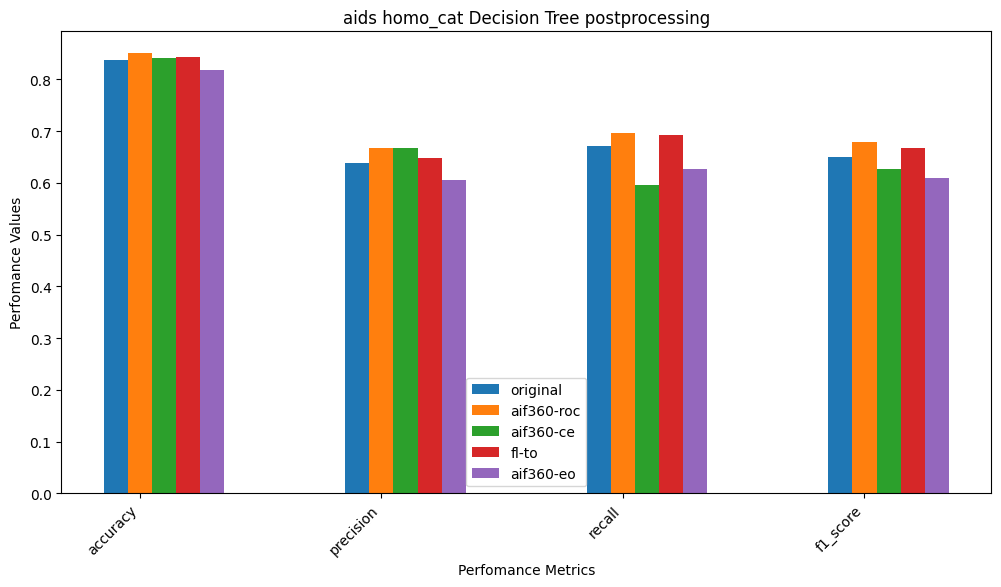 aids homo_cat Decision Tree postprocessing
Perfomance Values
0.8
0.7
0.6
0.5
0.4
0.3
0.2
0.1
0.0
original
aif360-roc
aif360-ce
fl-to
aif360-eo
accuracy
precision
recall
f1_score
Perfomance Metrics